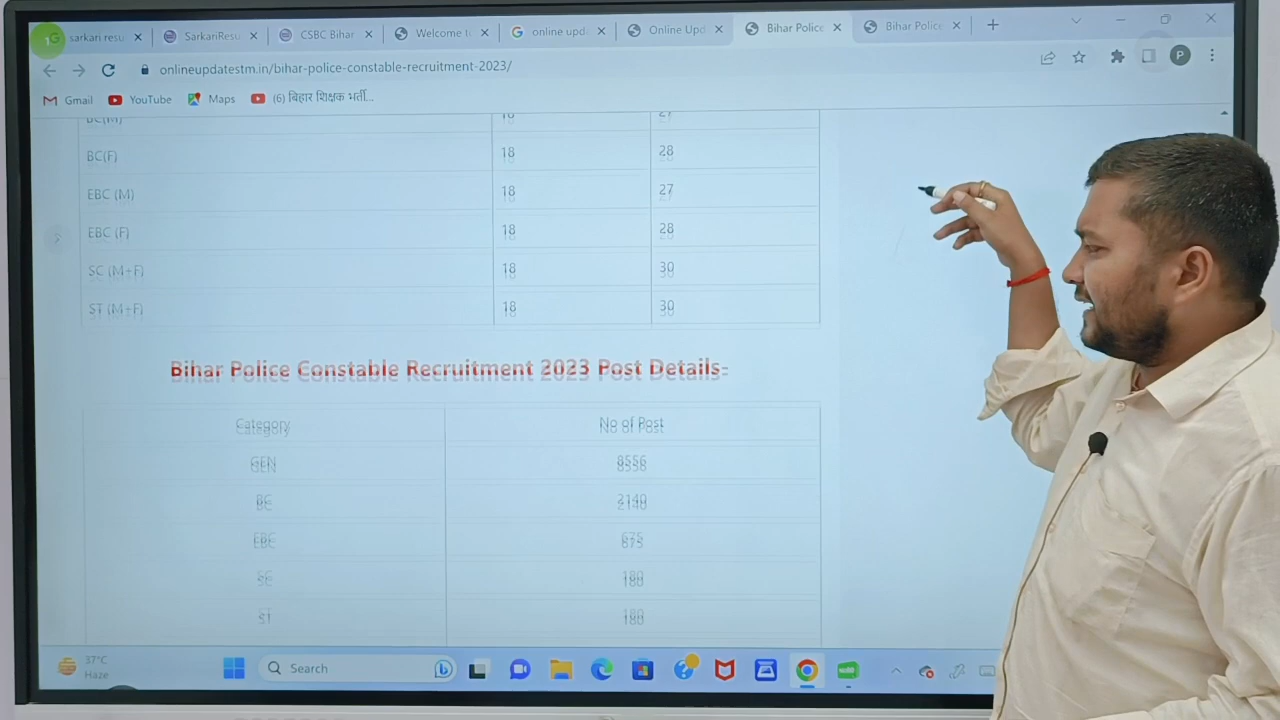 sarkari resu
SarkariResu
CSBC Bihar
Welcome t
online upd
Online Upd
Bihar Police
Bihar Police
onlineupdatestm.in/bihar-police-constable-recruitment-2023/
P
Gmail
YouTube
Maps
(6) बिहार शिक्षक भर्ती...
BC(M) 18 27
BC(F) 18 28
EBC (M) 18 27
EBC (F) 18 28
SC (M+F) 18 30
ST (M+F) 18 30
Bihar Police Constable Recruitment 2023 Post Details-
Category No of Post
GEN 8556
BC 2140
EBC
SC 180
ST 180
37°C
Haze
Search